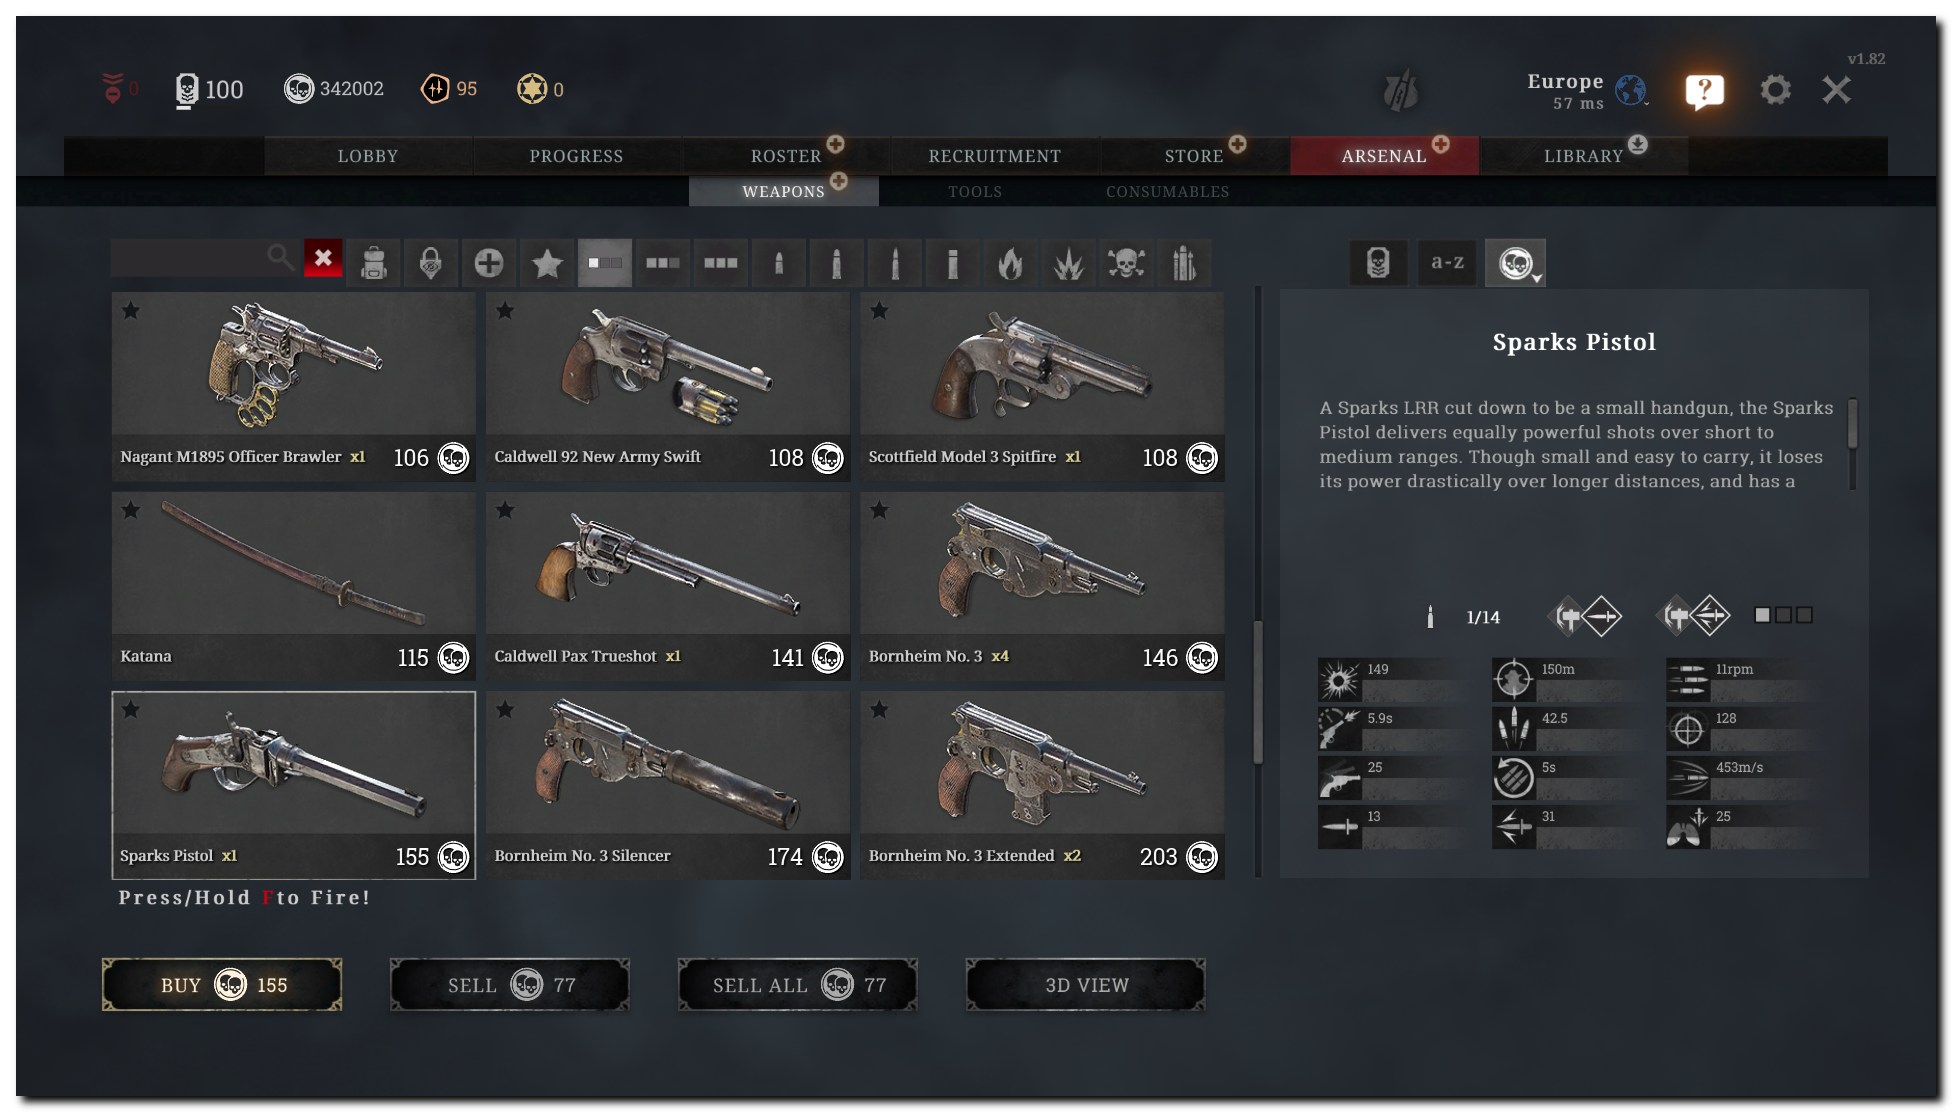 v1.82
0
100
342002
95
0
Europe
57 ms
?
LOBBY
PROGRESS
ROSTER
RECRUITMENT
STORE
ARSENAL
LIBRARY
WEAPONS
TOOLS
CONSUMABLES
a-z
Nagant M1895 Officer Brawler x1 106
Caldwell 92 New Army Swift 108
Scottfield Model 3 Spitfire x1 108
Katana 115
Caldwell Pax Trueshot x1 141
Bornheim No. 3 x4 146
Sparks Pistol x1 155
Bornheim No. 3 Silencer 174
Bornheim No. 3 Extended x2 203
Press/Hold F to Fire!
BUY 155
SELL 77
SELL ALL 77
3D VIEW
Sparks Pistol
A Sparks LRR cut down to be a small handgun, the Sparks
Pistol delivers equally powerful shots over short to
medium ranges. Though small and easy to carry, it loses
its power drastically over longer distances, and has a
1/14
149
150m
11rpm
5.9s
42.5
128
25
5s
453m/s
13
31
25